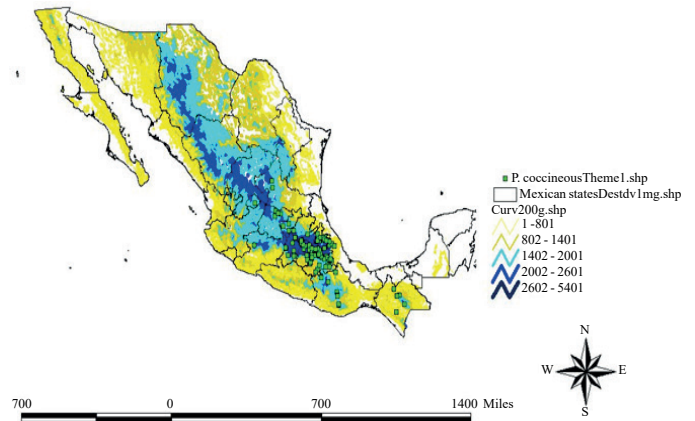 P. coccineousTheme1.shp
Mexican statesDestdv1mg.shp
Curv200g.shp
1 -801
802 - 1401
1402 - 2001
2002 - 2601
2602 - 5401
N
W E
S
700 0 700 1400 Miles